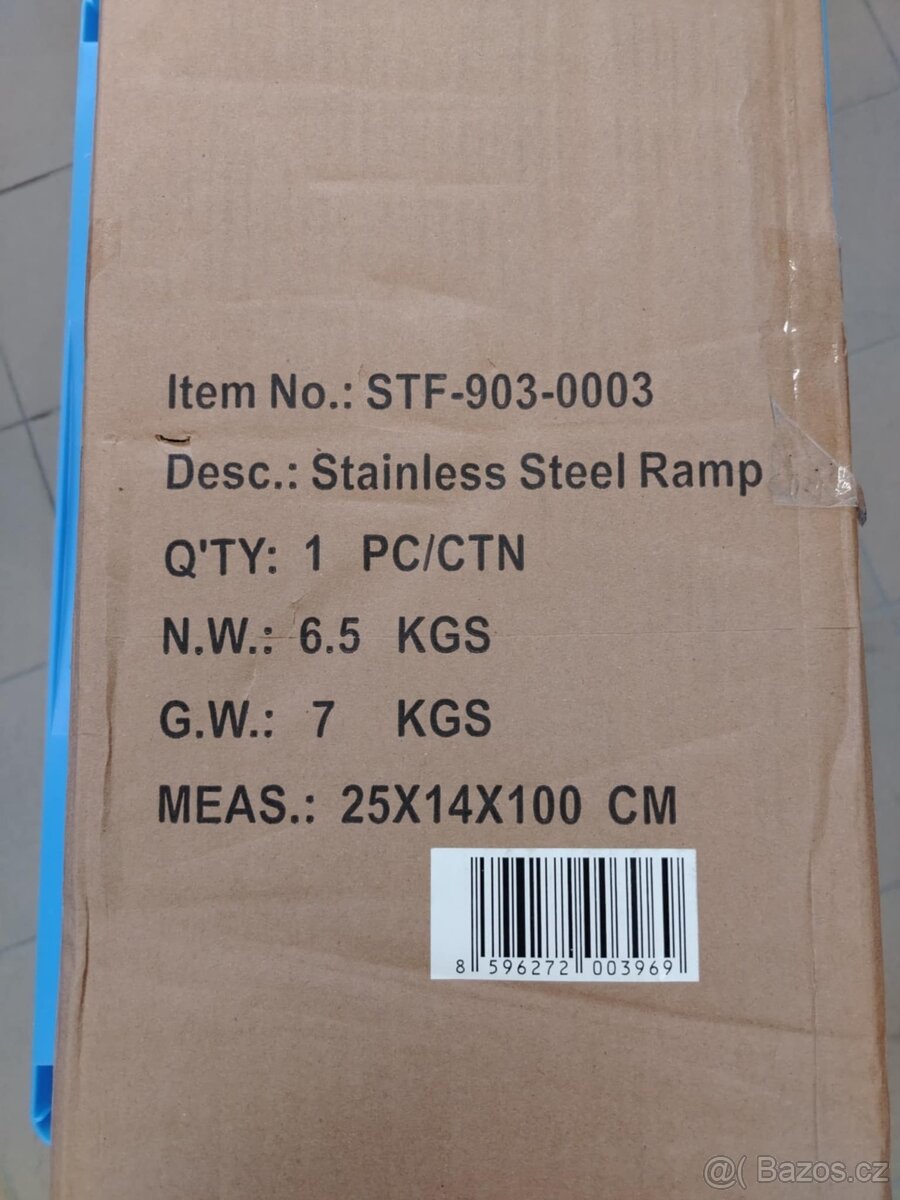 Item No.: STF-903-0003
Desc.: Stainless Steel Ramp
Q'TY: 1 PC/CTN
N.W.: 6.5 KGS
G.W.: 7 KGS
MEAS.: 25X14X100 CM
8 596272 003969
@( Bazos.cz